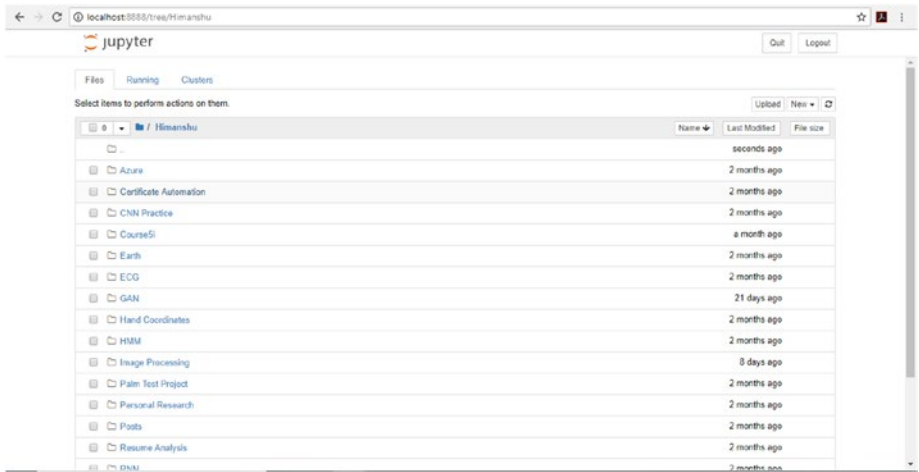 localhost:8888/tree/Himanshu
jupyter
Quit Logout
Files Running Clusters
Select items to perform actions on them.
Upload New
0 / Himanshu Name Last Modified File size
.. seconds ago
Azure 2 months ago
Certificate Automation 2 months ago
CNN Practice 2 months ago
Course5i a month ago
Earth 2 months ago
ECG 2 months ago
GAN 21 days ago
Hand Coordinates 2 months ago
HMM 2 months ago
Image Processing 8 days ago
Palm Test Project 2 months ago
Personal Research 2 months ago
Posts 2 months ago
Resume Analysis 2 months ago
RNN 2 months ago